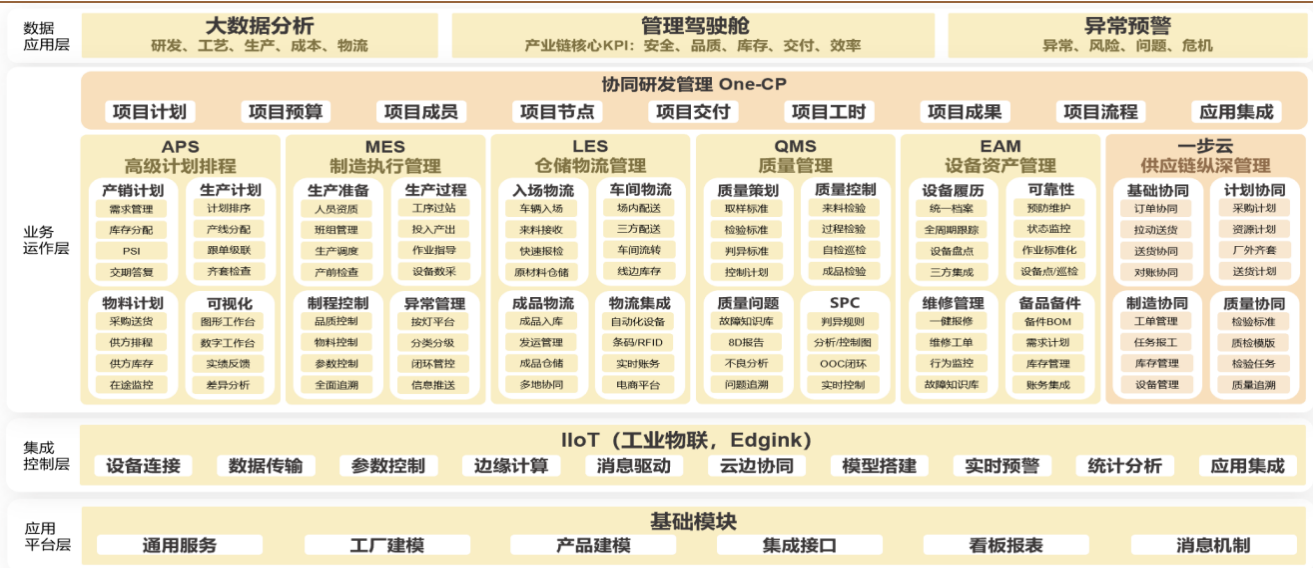 数据
应用层
大数据分析
研发、工艺、生产、成本、物流
管理驾驶舱
产业链核心KPI：安全、品质、库存、交付、效率
异常预警
异常、风险、问题、危机
业务
运作层
协同研发管理 One-CP
项目计划 项目预算 项目成员 项目节点 项目交付 项目工时 项目成果 项目流程 应用集成
APS
高级计划排程
产销计划
需求管理
库存分配
PSI
交期答复
生产计划
计划排序
产线分配
跟单级联
齐套检查
物料计划
采购送货
供方排程
供方库存
在途监控
可视化
图形工作台
数字工作台
实绩反馈
差异分析
MES
制造执行管理
生产准备
人员资质
班组管理
生产调度
产前检查
生产过程
工序过站
投入产出
作业指导
设备数采
制程控制
品质控制
物料控制
参数控制
全面追溯
异常管理
按灯平台
分类分级
闭环管控
信息推送
LES
仓储物流管理
入场物流
车辆入场
来料接收
快速报检
原材料仓储
车间物流
场内配送
三方配送
车间流转
线边库存
成品物流
成品入库
发运管理
成品仓储
多地协同
物流集成
自动化设备
条码/RFID
实时账务
电商平台
QMS
质量管理
质量策划
取样标准
检验标准
判异标准
控制计划
质量控制
来料检验
过程检验
自检巡检
成品检验
质量问题
故障知识库
8D报告
不良分析
问题追溯
SPC
判异规则
分析/控制图
OOC闭环
实时控制
EAM
设备资产管理
设备履历
统一档案
全周期跟踪
设备盘点
三方集成
可靠性
预防维护
状态监控
作业标准化
设备点/巡检
维修管理
一健报修
维修工单
行为监控
故障知识库
备品备件
备件BOM
需求计划
库存管理
账务集成
一步云
供应链纵深管理
基础协同
订单协同
拉动送货
送货协同
对账协同
计划协同
采购计划
资源计划
厂外齐套
送货计划
制造协同
工单管理
任务报工
库存管理
设备管理
质量协同
检验标准
质检模版
检验任务
质量追溯
集成
控制层
IIoT（工业物联，Edgink）
设备连接 数据传输 参数控制 边缘计算 消息驱动 云边协同 模型搭建 实时预警 统计分析 应用集成
应用
平台层
基础模块
通用服务 工厂建模 产品建模 集成接口 看板报表 消息机制